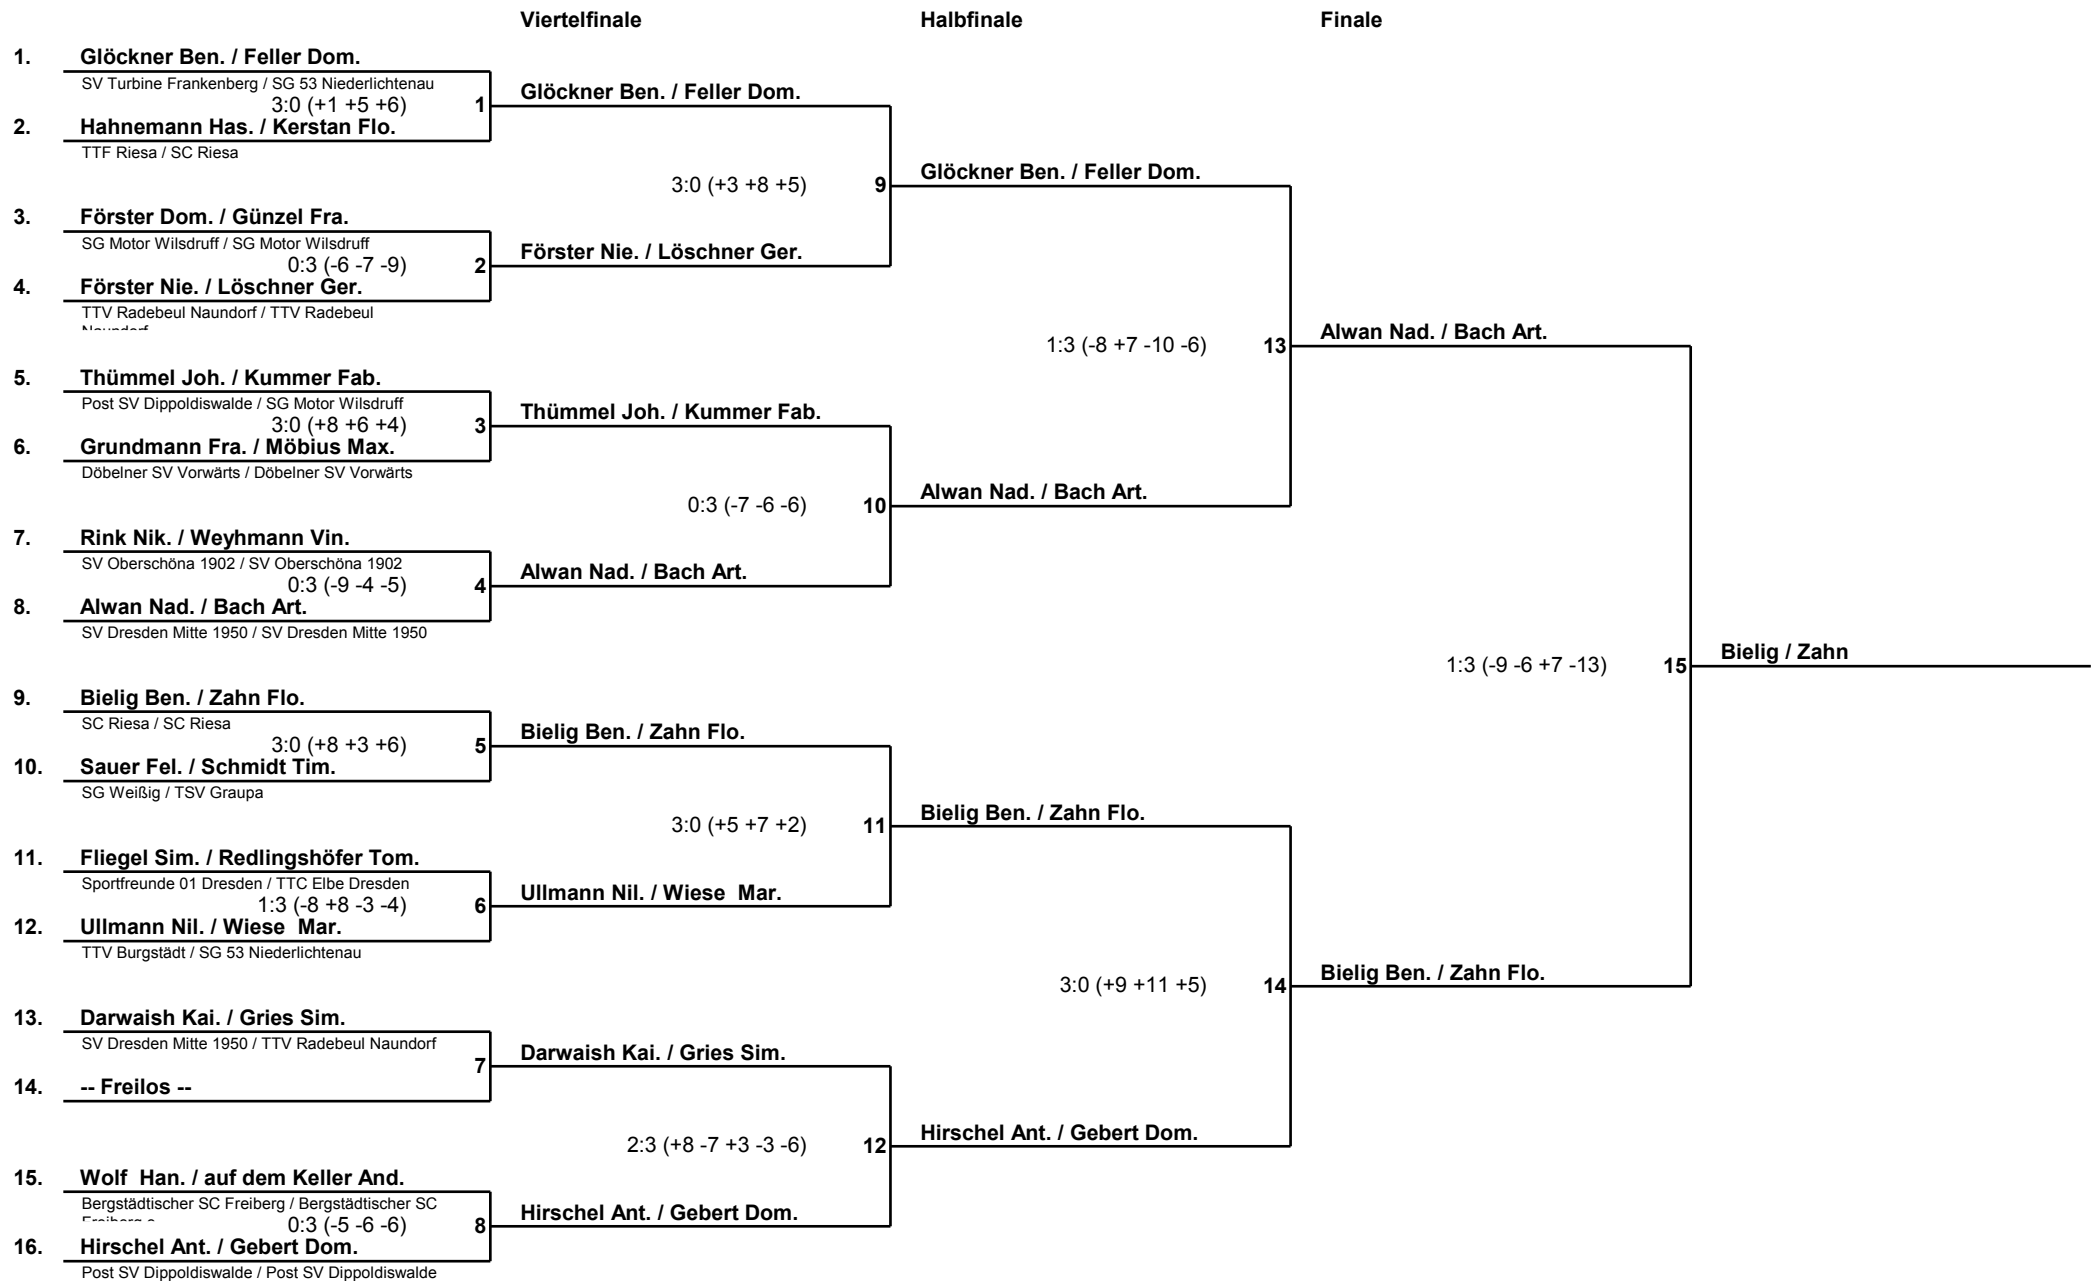 Viertelfinale Halbfinale Finale
1. Glöckner Ben. / Feller Dom.
SV Turbine Frankenberg / SG 53 Niederlichtenau
3:0 (+1 +5 +6) 1
Glöckner Ben. / Feller Dom.
2. Hahnemann Has. / Kerstan Flo.
TTF Riesa / SC Riesa
3:0 (+3 +8 +5) 9
Glöckner Ben. / Feller Dom.
3. Förster Dom. / Günzel Fra.
SG Motor Wilsdruff / SG Motor Wilsdruff
0:3 (-6 -7 -9) 2
Förster Nie. / Löschner Ger.
4. Förster Nie. / Löschner Ger.
TTV Radebeul Naundorf / TTV Radebeul
1:3 (-8 +7 -10 -6) 13
Alwan Nad. / Bach Art.
5. Thümmel Joh. / Kummer Fab.
Post SV Dippoldiswalde / SG Motor Wilsdruff
3:0 (+8 +6 +4) 3
Thümmel Joh. / Kummer Fab.
6. Grundmann Fra. / Möbius Max.
Döbelner SV Vorwärts / Döbelner SV Vorwärts
0:3 (-7 -6 -6) 10
Alwan Nad. / Bach Art.
7. Rink Nik. / Weyhmann Vin.
SV Oberschöna 1902 / SV Oberschöna 1902
0:3 (-9 -4 -5) 4
Alwan Nad. / Bach Art.
8. Alwan Nad. / Bach Art.
SV Dresden Mitte 1950 / SV Dresden Mitte 1950
1:3 (-9 -6 +7 -13) 15
Bielig / Zahn
9. Bielig Ben. / Zahn Flo.
SC Riesa / SC Riesa
3:0 (+8 +3 +6) 5
Bielig Ben. / Zahn Flo.
10. Sauer Fel. / Schmidt Tim.
SG Weißig / TSV Graupa
3:0 (+5 +7 +2) 11
Bielig Ben. / Zahn Flo.
11. Fliegel Sim. / Redlingshöfer Tom.
Sportfreunde 01 Dresden / TTC Elbe Dresden
1:3 (-8 +8 -3 -4) 6
Ullmann Nil. / Wiese  Mar.
12. Ullmann Nil. / Wiese  Mar.
TTV Burgstädt / SG 53 Niederlichtenau
3:0 (+9 +11 +5) 14
Bielig Ben. / Zahn Flo.
13. Darwaish Kai. / Gries Sim.
SV Dresden Mitte 1950 / TTV Radebeul Naundorf
7
Darwaish Kai. / Gries Sim.
14. -- Freilos --
2:3 (+8 -7 +3 -3 -6) 12
Hirschel Ant. / Gebert Dom.
15. Wolf  Han. / auf dem Keller And.
Bergstädtischer SC Freiberg / Bergstädtischer SC
0:3 (-5 -6 -6) 8
Hirschel Ant. / Gebert Dom.
16. Hirschel Ant. / Gebert Dom.
Post SV Dippoldiswalde / Post SV Dippoldiswalde